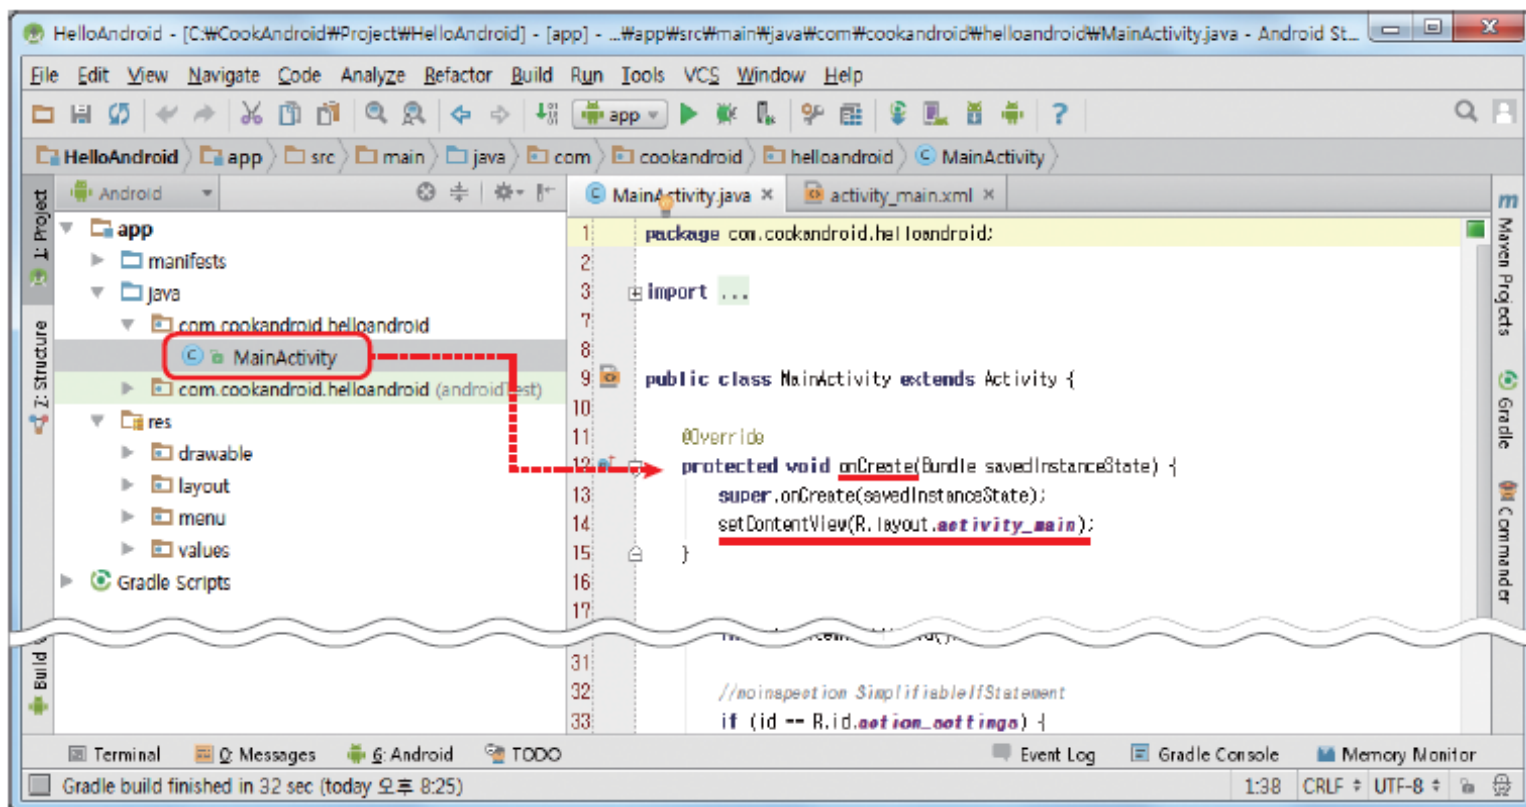 HelloAndroid - [C:₩CookAndroid₩Project₩HelloAndroid] - [app] - ...₩app₩src₩main₩java₩com₩cookandroid₩helloandroid₩MainActivity.java - Android St...
File Edit View Navigate Code Analyze Refactor Build Run Tools VCS Window Help
app
HelloAndroid app src main java com cookandroid helloandroid MainActivity
1: Project
Z: Structure
Build
Android
app
manifests
java
com.cookandroid.helloandroid
MainActivity
com.cookandroid.helloandroid (androidTest)
res
drawable
layout
menu
values
Gradle Scripts
MainActivity.java × activity_main.xml ×
1 package com.cookandroid.helloandroid;
2
3 import ...
7
8
9 public class MainActivity extends Activity {
10
11 @Override
12 protected void onCreate(Bundle savedInstanceState) {
13 super.onCreate(savedInstanceState);
14 setContentView(R.layout.activity_main);
15 }
16
17
31
32 //noinspection SimplifiableIfStatement
33 if (id == R.id.action_settings) {
m
Maven Projects
Gradle
Commander
Terminal 0: Messages 6: Android TODO Event Log Gradle Console Memory Monitor
Gradle build finished in 32 sec (today 오후 8:25) 1:38 CRLF UTF-8